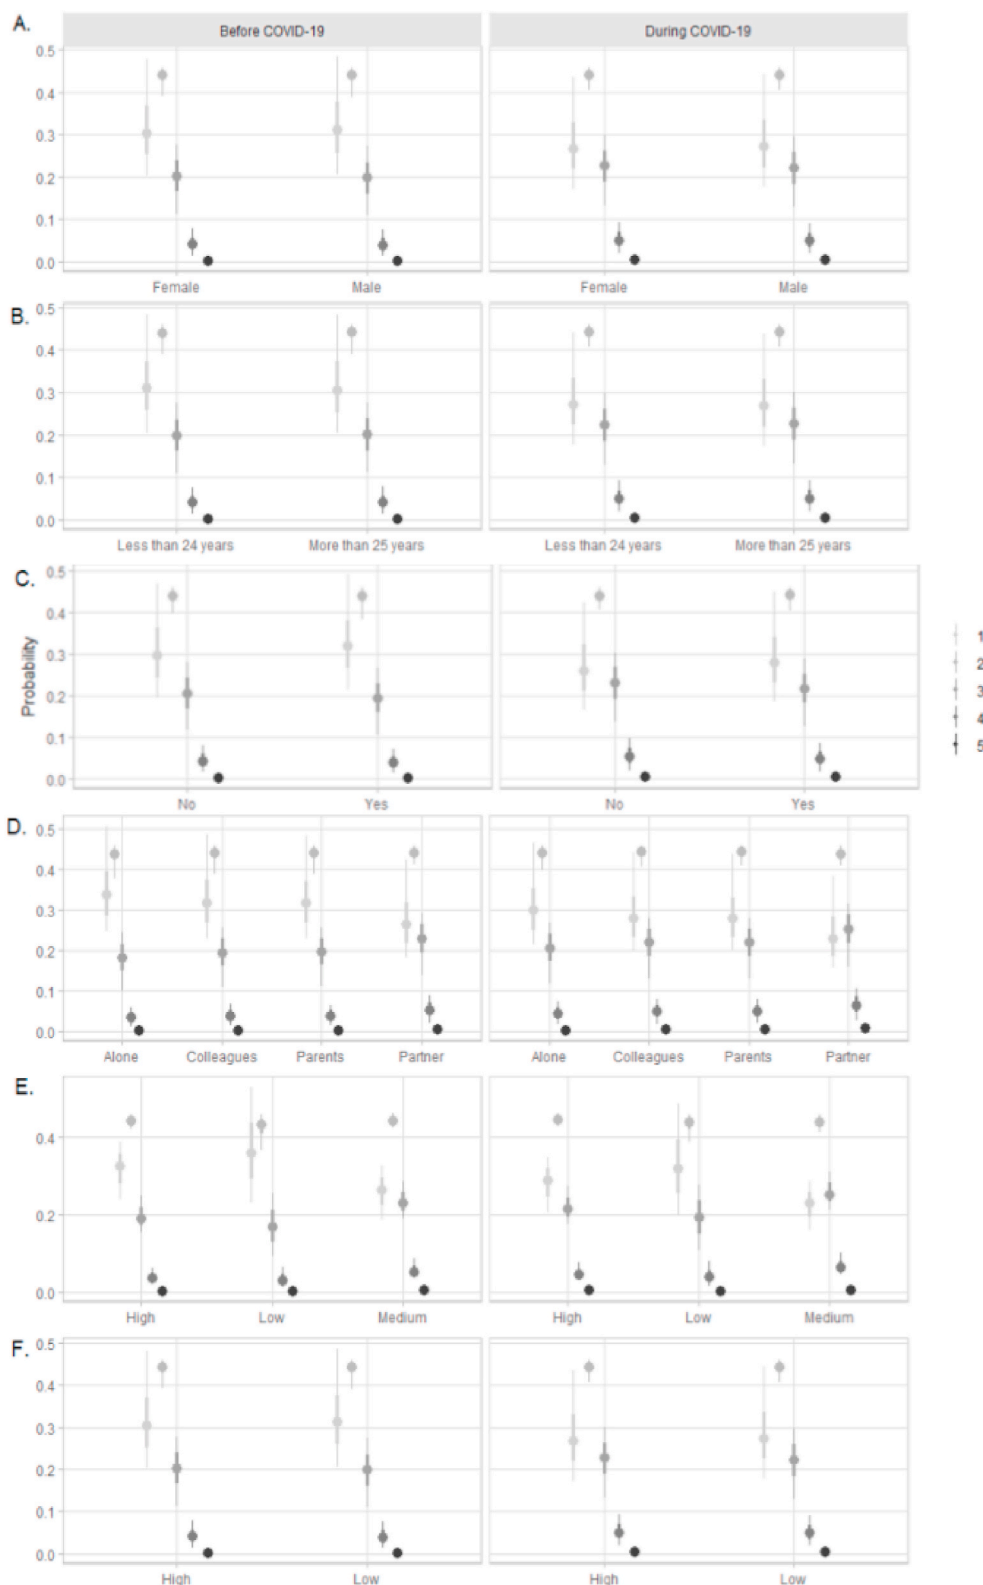 A.
Before COVID-19 During COVID-19
0.5
0.4
0.3
0.2
0.1
0.0
Female Male Female Male
B.
0.5
0.4
0.3
0.2
0.1
0.0
Less than 24 years More than 25 years Less than 24 years More than 25 years
C.
0.5
0.4
0.3
0.2
0.1
0.0
No Yes No Yes
Probability
1
2
3
4
5
D.
0.5
0.4
0.3
0.2
0.1
0.0
Alone Colleagues Parents Partner Alone Colleagues Parents Partner
E.
0.4
0.2
0.0
High Low Medium High Low Medium
F.
0.5
0.4
0.3
0.2
0.1
0.0
High Low High Low